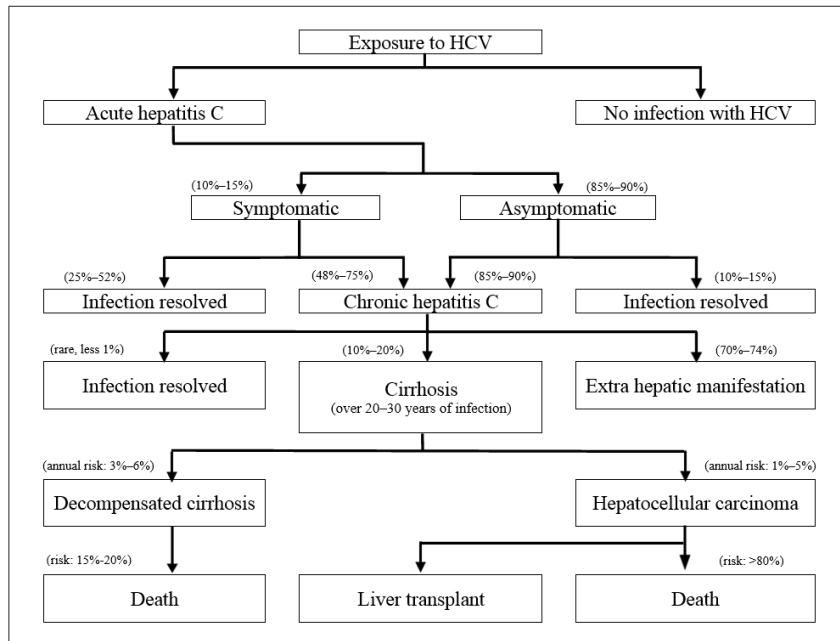 Exposure to HCV
Acute hepatitis C
No infection with HCV
(10%–15%)
(85%–90%)
Symptomatic
Asymptomatic
(25%–52%)
(48%–75%)
(85%–90%)
(10%–15%)
Infection resolved
Chronic hepatitis C
Infection resolved
(rare, less 1%)
(10%–20%)
(70%–74%)
Infection resolved
Cirrhosis
(over 20–30 years of infection)
Extra hepatic manifestation
(annual risk: 3%–6%)
(annual risk: 1%–5%)
Decompensated cirrhosis
Hepatocellular carcinoma
(risk: 15%-20%)
(risk: >80%)
Death
Liver transplant
Death